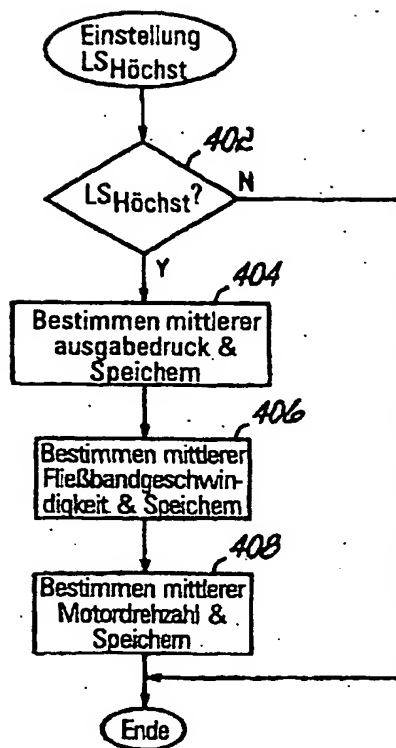 Einstellung
LSHöchst
402
LSHöchst?
N
Y
404
Bestimmen mittlerer
ausgabedruck &
Speichern
406
Bestimmen mittlerer
Fließbandgeschwin-
digkeit & Speichern
408
Bestimmen mittlerer
Motordrehzahl &
Speichern
Ende